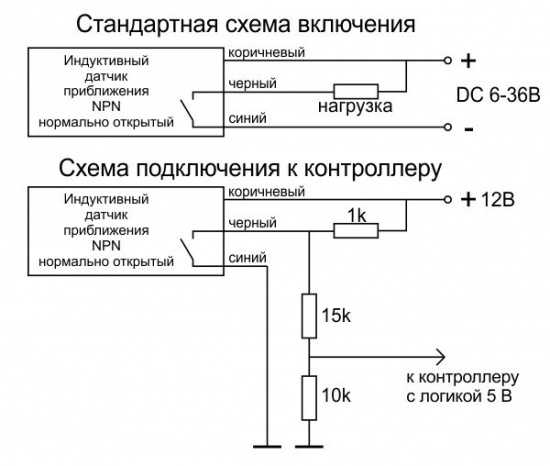 Стандартная схема включения
Индуктивный
датчик
приближения
NPN
нормально открытый
коричневый
черный
синий
нагрузка
+
DC 6-36В
-
Схема подключения к контроллеру
Индуктивный
датчик
приближения
NPN
нормально открытый
коричневый
черный
синий
1k
+ 12В
15k
10k
к контроллеру
с логикой 5 В